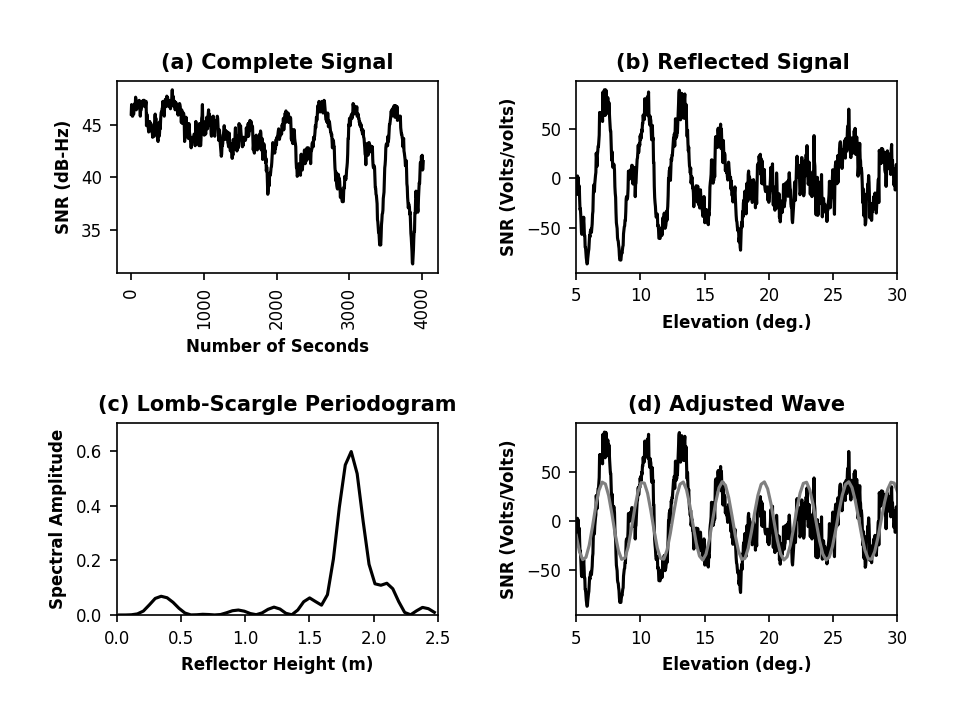 (a) Complete Signal
SNR (dB-Hz)
45
40
35
0
1000
2000
3000
4000
Number of Seconds
(b) Reflected Signal
SNR (Volts/volts)
50
0
−50
5 10 15 20 25 30
Elevation (deg.)
(c) Lomb-Scargle Periodogram
Spectral Amplitude
0.6
0.4
0.2
0.0
0.0 0.5 1.0 1.5 2.0 2.5
Reflector Height (m)
(d) Adjusted Wave
SNR (Volts/Volts)
50
0
−50
5 10 15 20 25 30
Elevation (deg.)